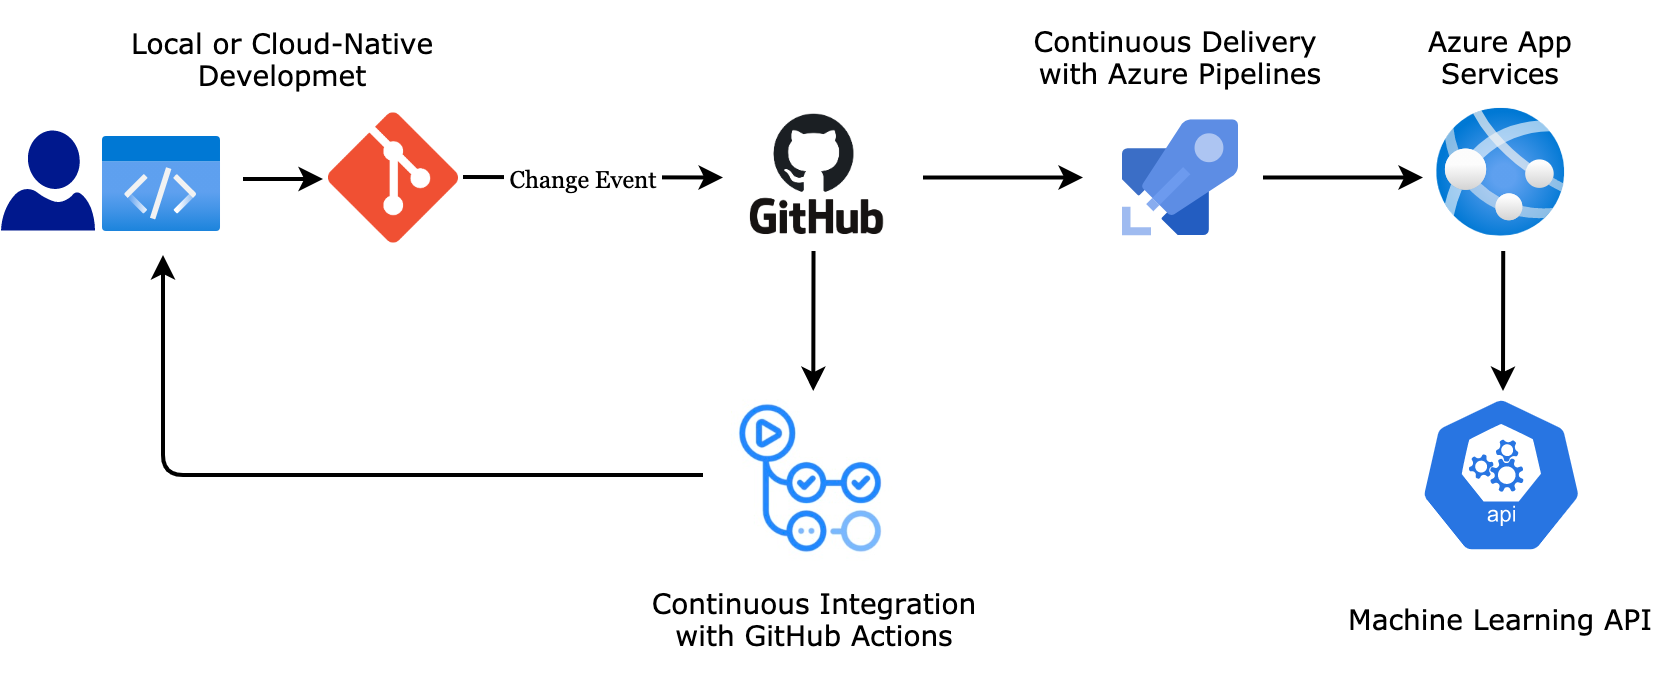 Local or Cloud-Native
Developmet
Continuous Delivery
with Azure Pipelines
Azure App
Services
Change Event
GitHub
api
Continuous Integration
with GitHub Actions
Machine Learning API